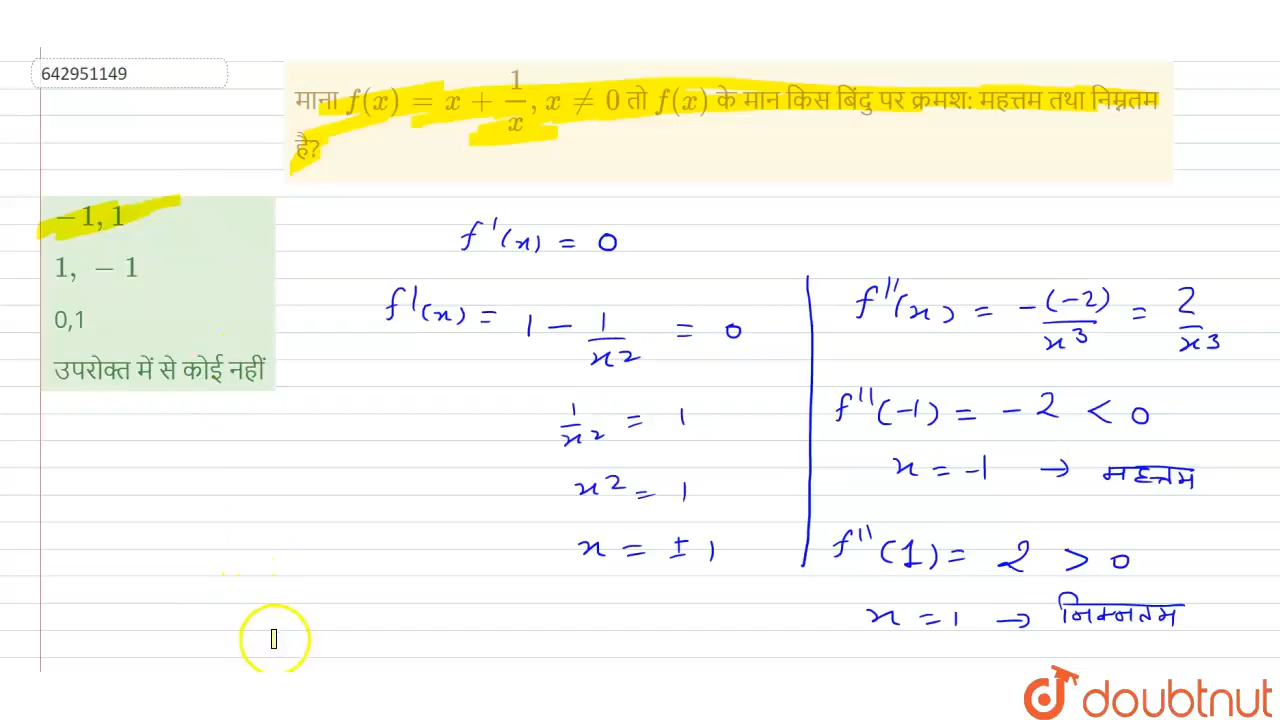 642951149
माना f(x) = x + 1/x, x ≠ 0 तो f(x) के मान किस बिंदु पर क्रमश: महत्तम तथा निम्नतम
है?
−1, 1
1, −1
0,1
उपरोक्त में से कोई नहीं
f'(x) = 0
f'(x) = 1 − 1/x² = 0
1/x² = 1
x² = 1
x = ± 1
f''(x) = −(−2)/x³ = 2/x³
f''(−1) = − 2 < 0
x = −1 → महत्तम
f''(1) = 2 > 0
x = 1 → निम्नतम
doubtnut